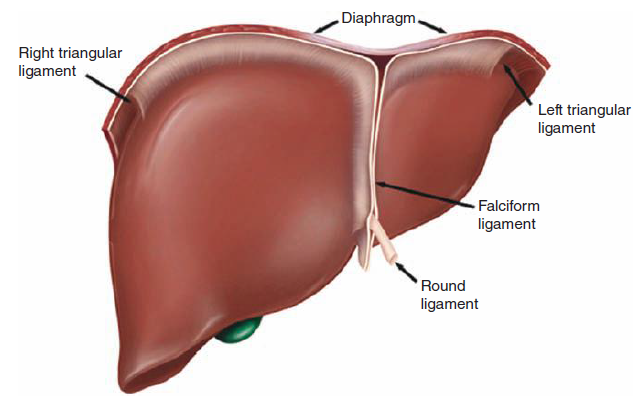 Diaphragm
Right triangular
ligament
Left triangular
ligament
Falciform
ligament
Round
ligament